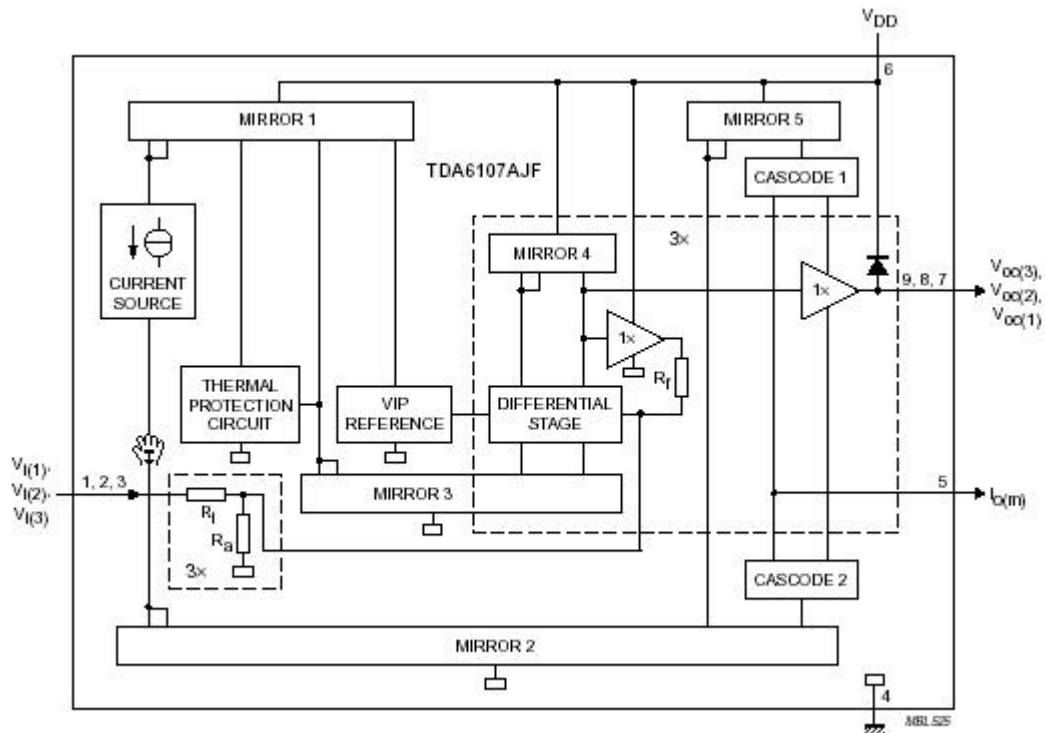 VDD
6
MIRROR 1
MIRROR 5
TDA6107AJF
CASCODE 1
3×
MIRROR 4
CURRENT
SOURCE
1×
9, 8, 7
Voc(3),
Voc(2),
Voc(1)
1×
Rf
THERMAL
PROTECTION
CIRCUIT
VIP
REFERENCE
DIFFERENTIAL
STAGE
VI(1),
VI(2),
VI(3)
1, 2, 3
MIRROR 3
5
Io(m)
Ri
Ra
3×
CASCODE 2
MIRROR 2
4
MBL525